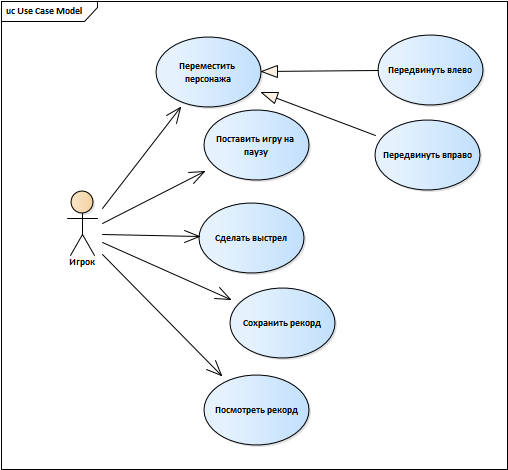 uc Use Case Model
Переместить
персонажа
Передвинуть влево
Поставить игру на
паузу
Передвинуть вправо
Игрок
Сделать выстрел
Сохранить рекорд
Посмотреть рекорд